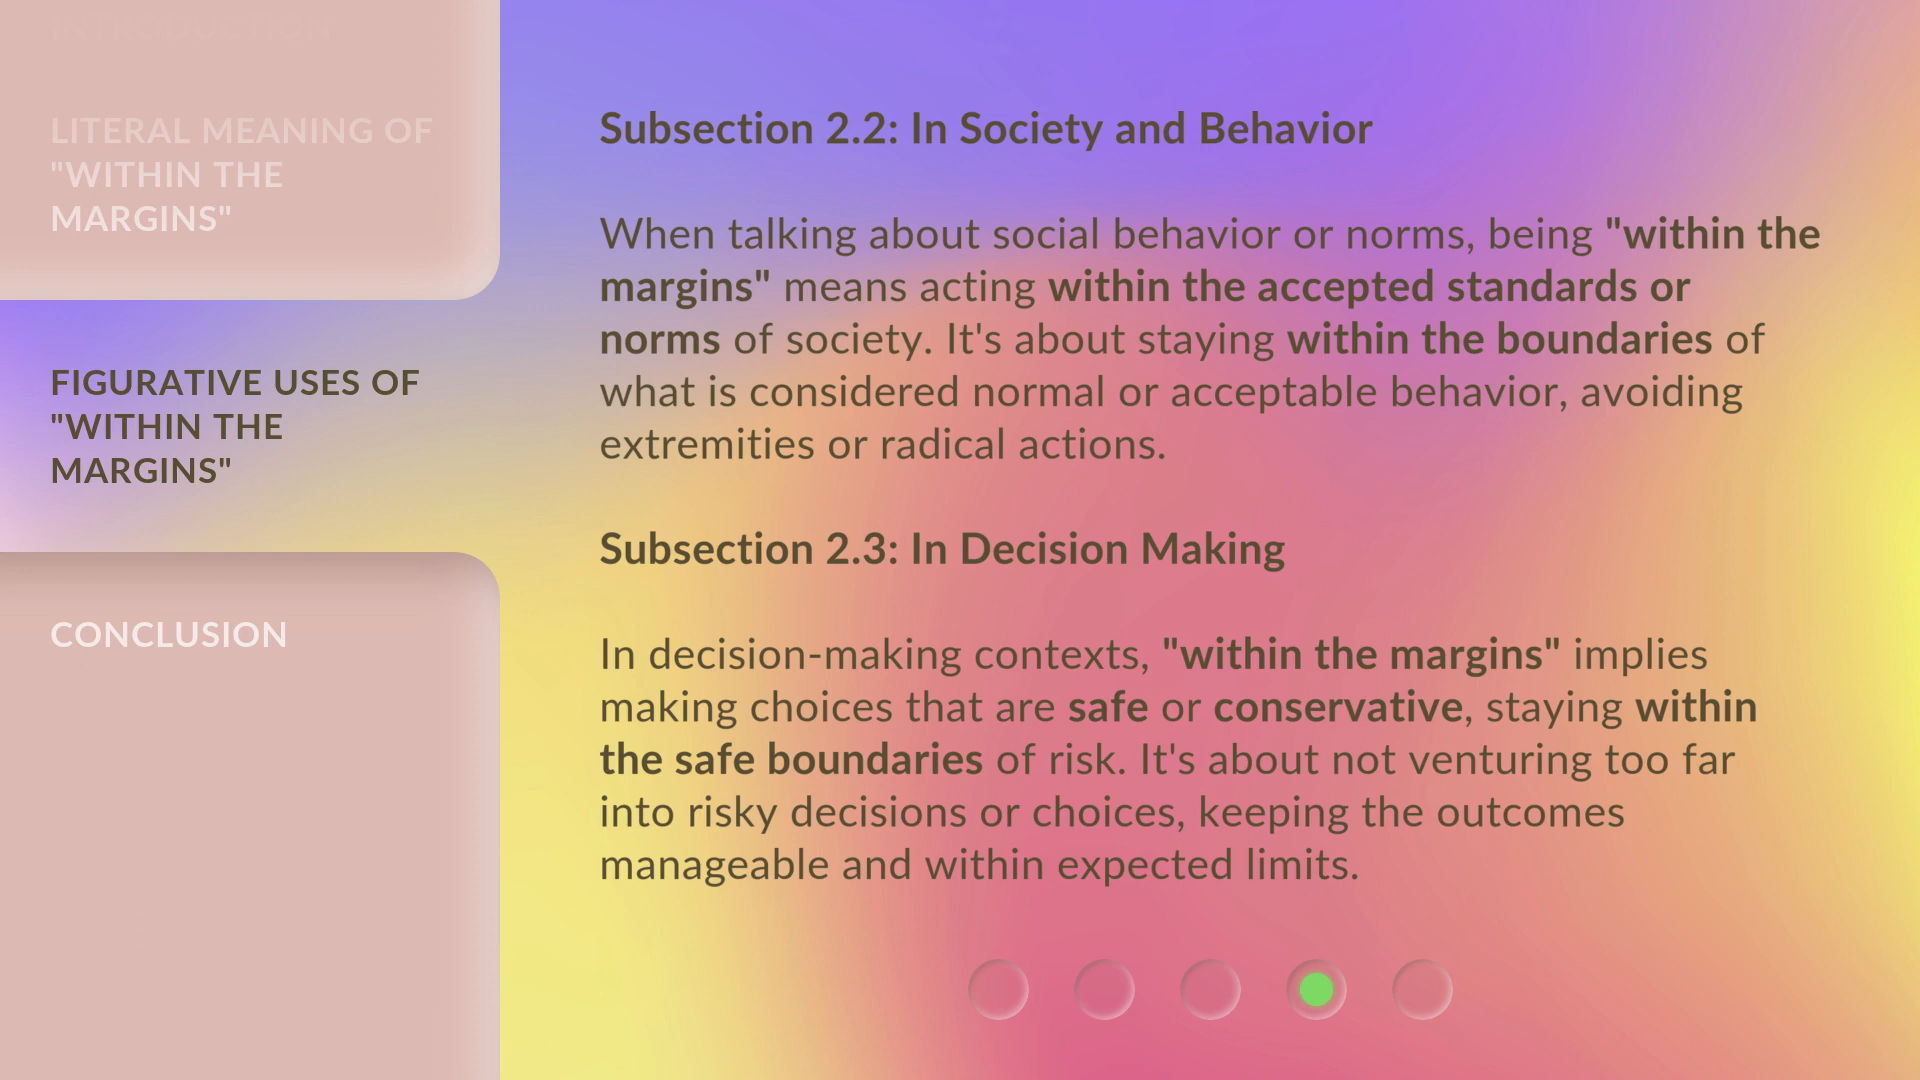 INTRODUCTION
LITERAL MEANING OF
"WITHIN THE
MARGINS"
FIGURATIVE USES OF
"WITHIN THE
MARGINS"
CONCLUSION
Subsection 2.2: In Society and Behavior
When talking about social behavior or norms, being "within the
margins" means acting within the accepted standards or
norms of society. It's about staying within the boundaries of
what is considered normal or acceptable behavior, avoiding
extremities or radical actions.
Subsection 2.3: In Decision Making
In decision-making contexts, "within the margins" implies
making choices that are safe or conservative, staying within
the safe boundaries of risk. It's about not venturing too far
into risky decisions or choices, keeping the outcomes
manageable and within expected limits.